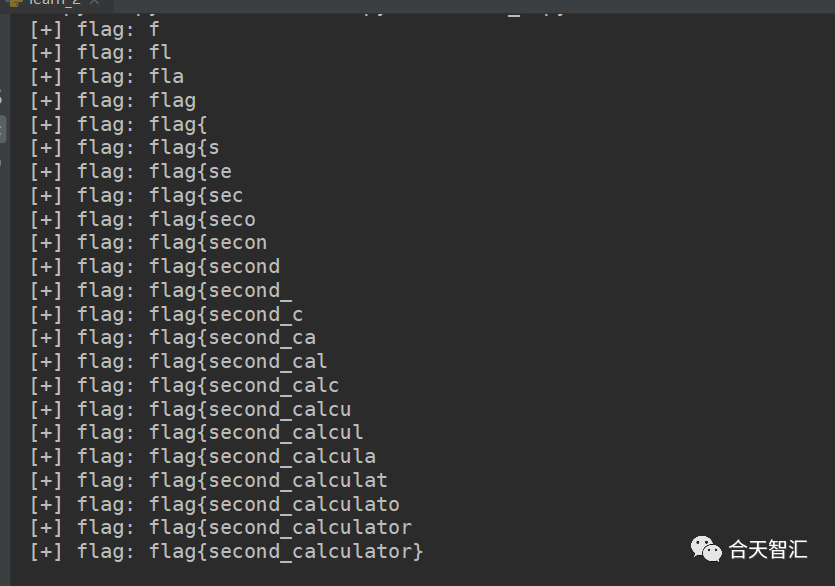 [+] flag: f
[+] flag: fl
[+] flag: fla
[+] flag: flag
[+] flag: flag{
[+] flag: flag{s
[+] flag: flag{se
[+] flag: flag{sec
[+] flag: flag{seco
[+] flag: flag{secon
[+] flag: flag{second
[+] flag: flag{second_
[+] flag: flag{second_c
[+] flag: flag{second_ca
[+] flag: flag{second_cal
[+] flag: flag{second_calc
[+] flag: flag{second_calcu
[+] flag: flag{second_calcul
[+] flag: flag{second_calcula
[+] flag: flag{second_calculat
[+] flag: flag{second_calculato
[+] flag: flag{second_calculator
[+] flag: flag{second_calculator}
合天智汇